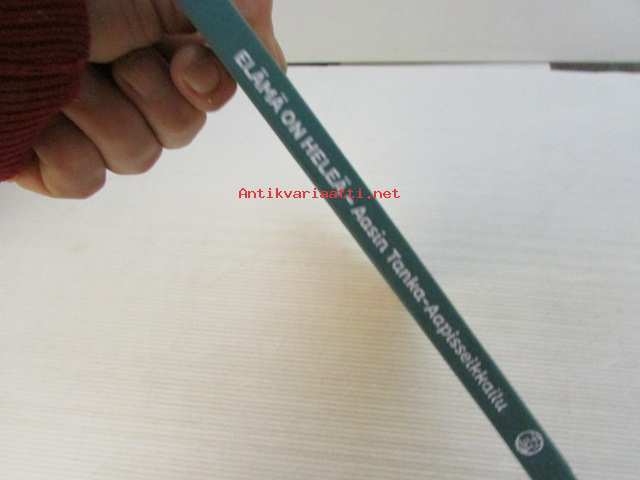 ELÄMÄ ON HELEÄ - Aasin Tanka-Aapisseikkailu
Antikvariaatti.net